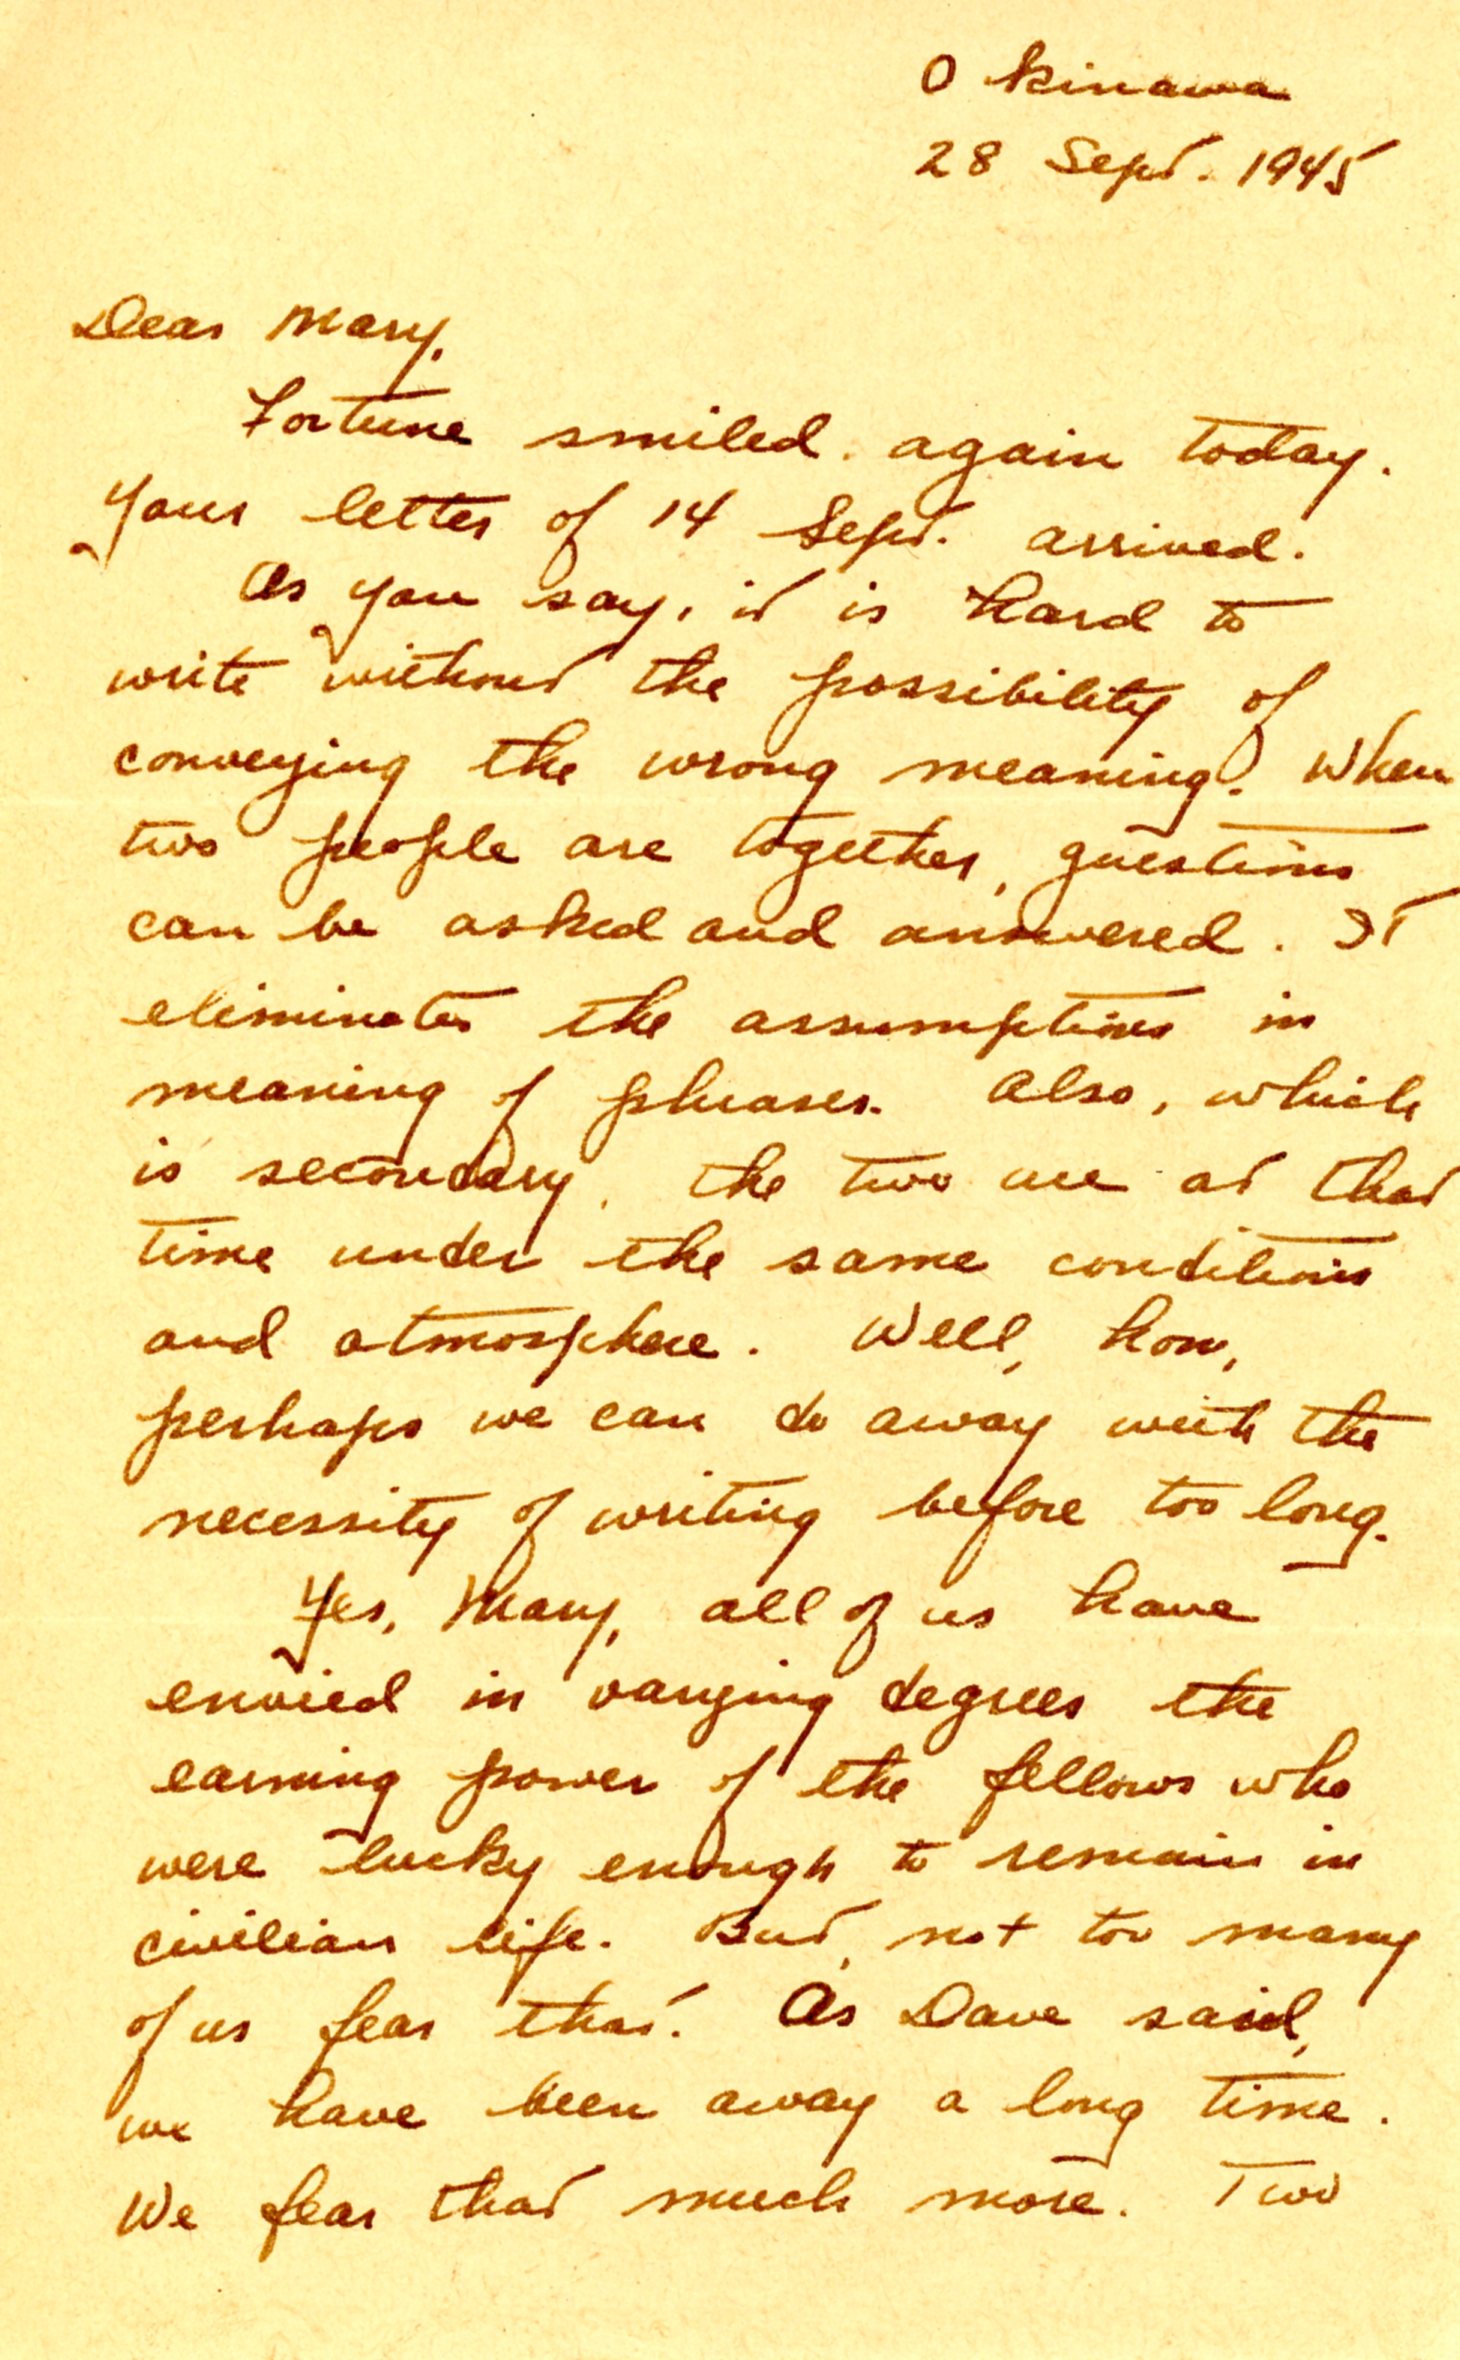 Okinawa
28 Sept. 1945
Dear Mary,
Fortune smiled again today.
Your letter of 14 Sept. arrived.
As you say, it is hard to
write without the possibility of
conveying the wrong meaning. When
two people are together, questions
can be asked and answered. It
eliminates the assumptions in
meaning of phrases. Also, which
is secondary, the two are at that
time under the same conditions
and atmosphere. Well, hon,
perhaps we can do away with the
necessity of writing before too long.
Yes, Mary, all of us have
envied in varying degrees the
earning power of the fellows who
were lucky enough to remain in
civilian life. But, not too many
of us fear that. As Dave said,
we have been away a long time.
We fear that much more. Two